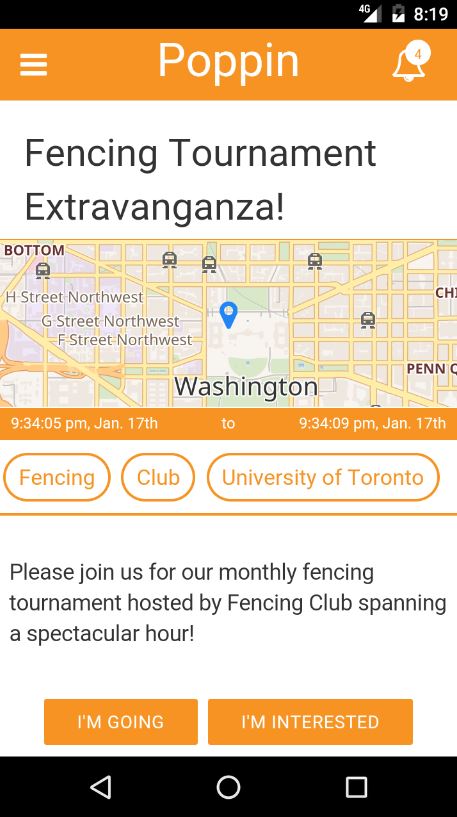 4G 8:19
Poppin 4
Fencing Tournament
Extravanganza!
BOTTOM
H Street Northwest
CHI
G Street Northwest
F Street Northwest
PENN Q
Washington
9:34:05 pm, Jan. 17th to 9:34:09 pm, Jan. 17th
Fencing Club University of Toronto
Please join us for our monthly fencing
tournament hosted by Fencing Club spanning
a spectacular hour!
I'M GOING I'M INTERESTED